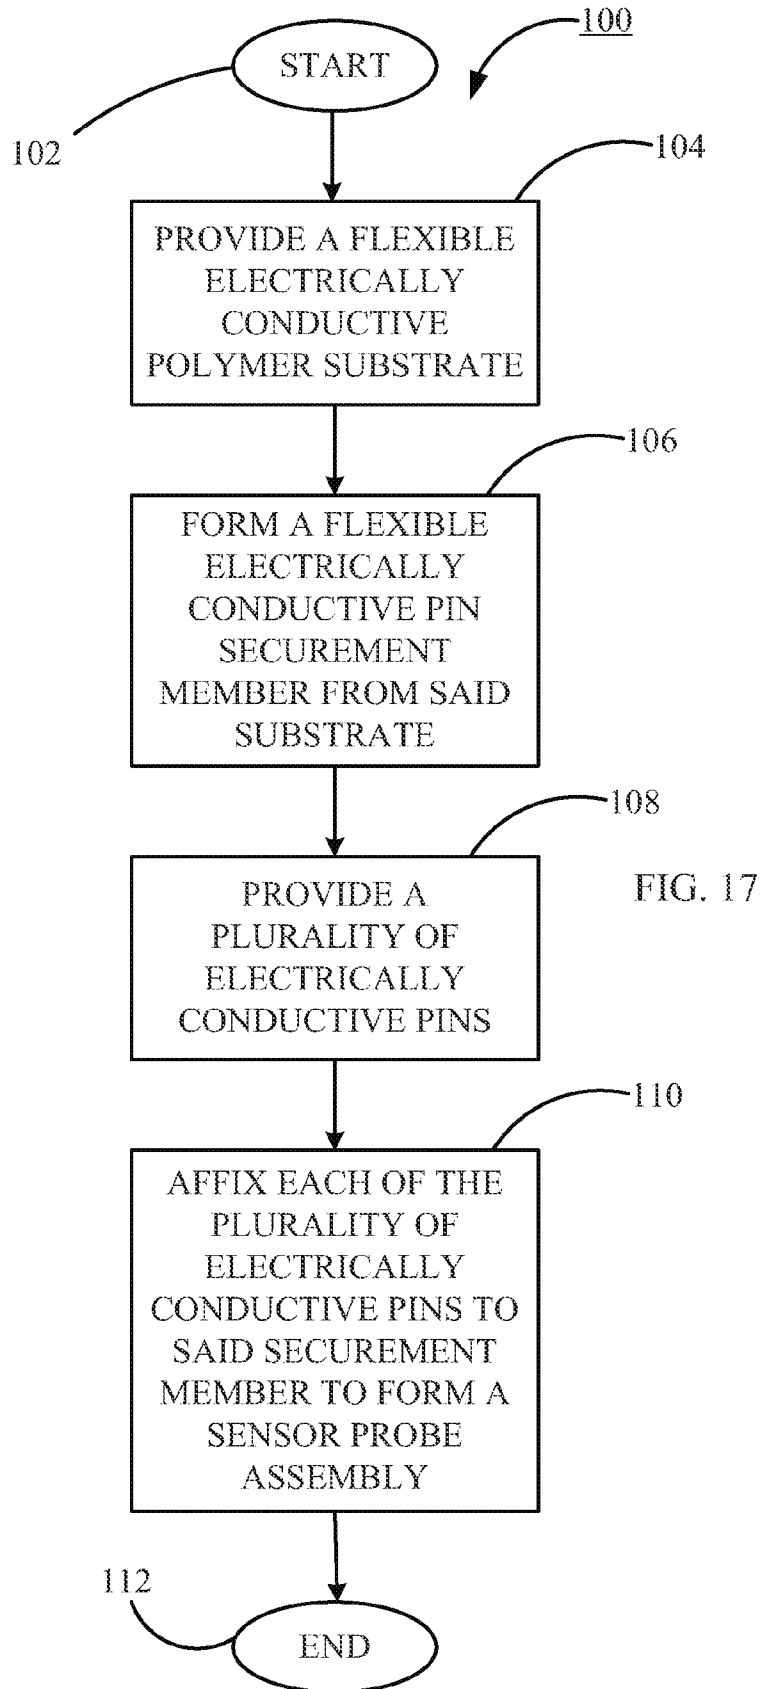 100
START
102
104
PROVIDE A FLEXIBLE
ELECTRICALLY
CONDUCTIVE
POLYMER SUBSTRATE
106
FORM A FLEXIBLE
ELECTRICALLY
CONDUCTIVE PIN
SECUREMENT
MEMBER FROM SAID
SUBSTRATE
108
PROVIDE A
PLURALITY OF
ELECTRICALLY
CONDUCTIVE PINS
FIG. 17
110
AFFIX EACH OF THE
PLURALITY OF
ELECTRICALLY
CONDUCTIVE PINS TO
SAID SECUREMENT
MEMBER TO FORM A
SENSOR PROBE
ASSEMBLY
112
END